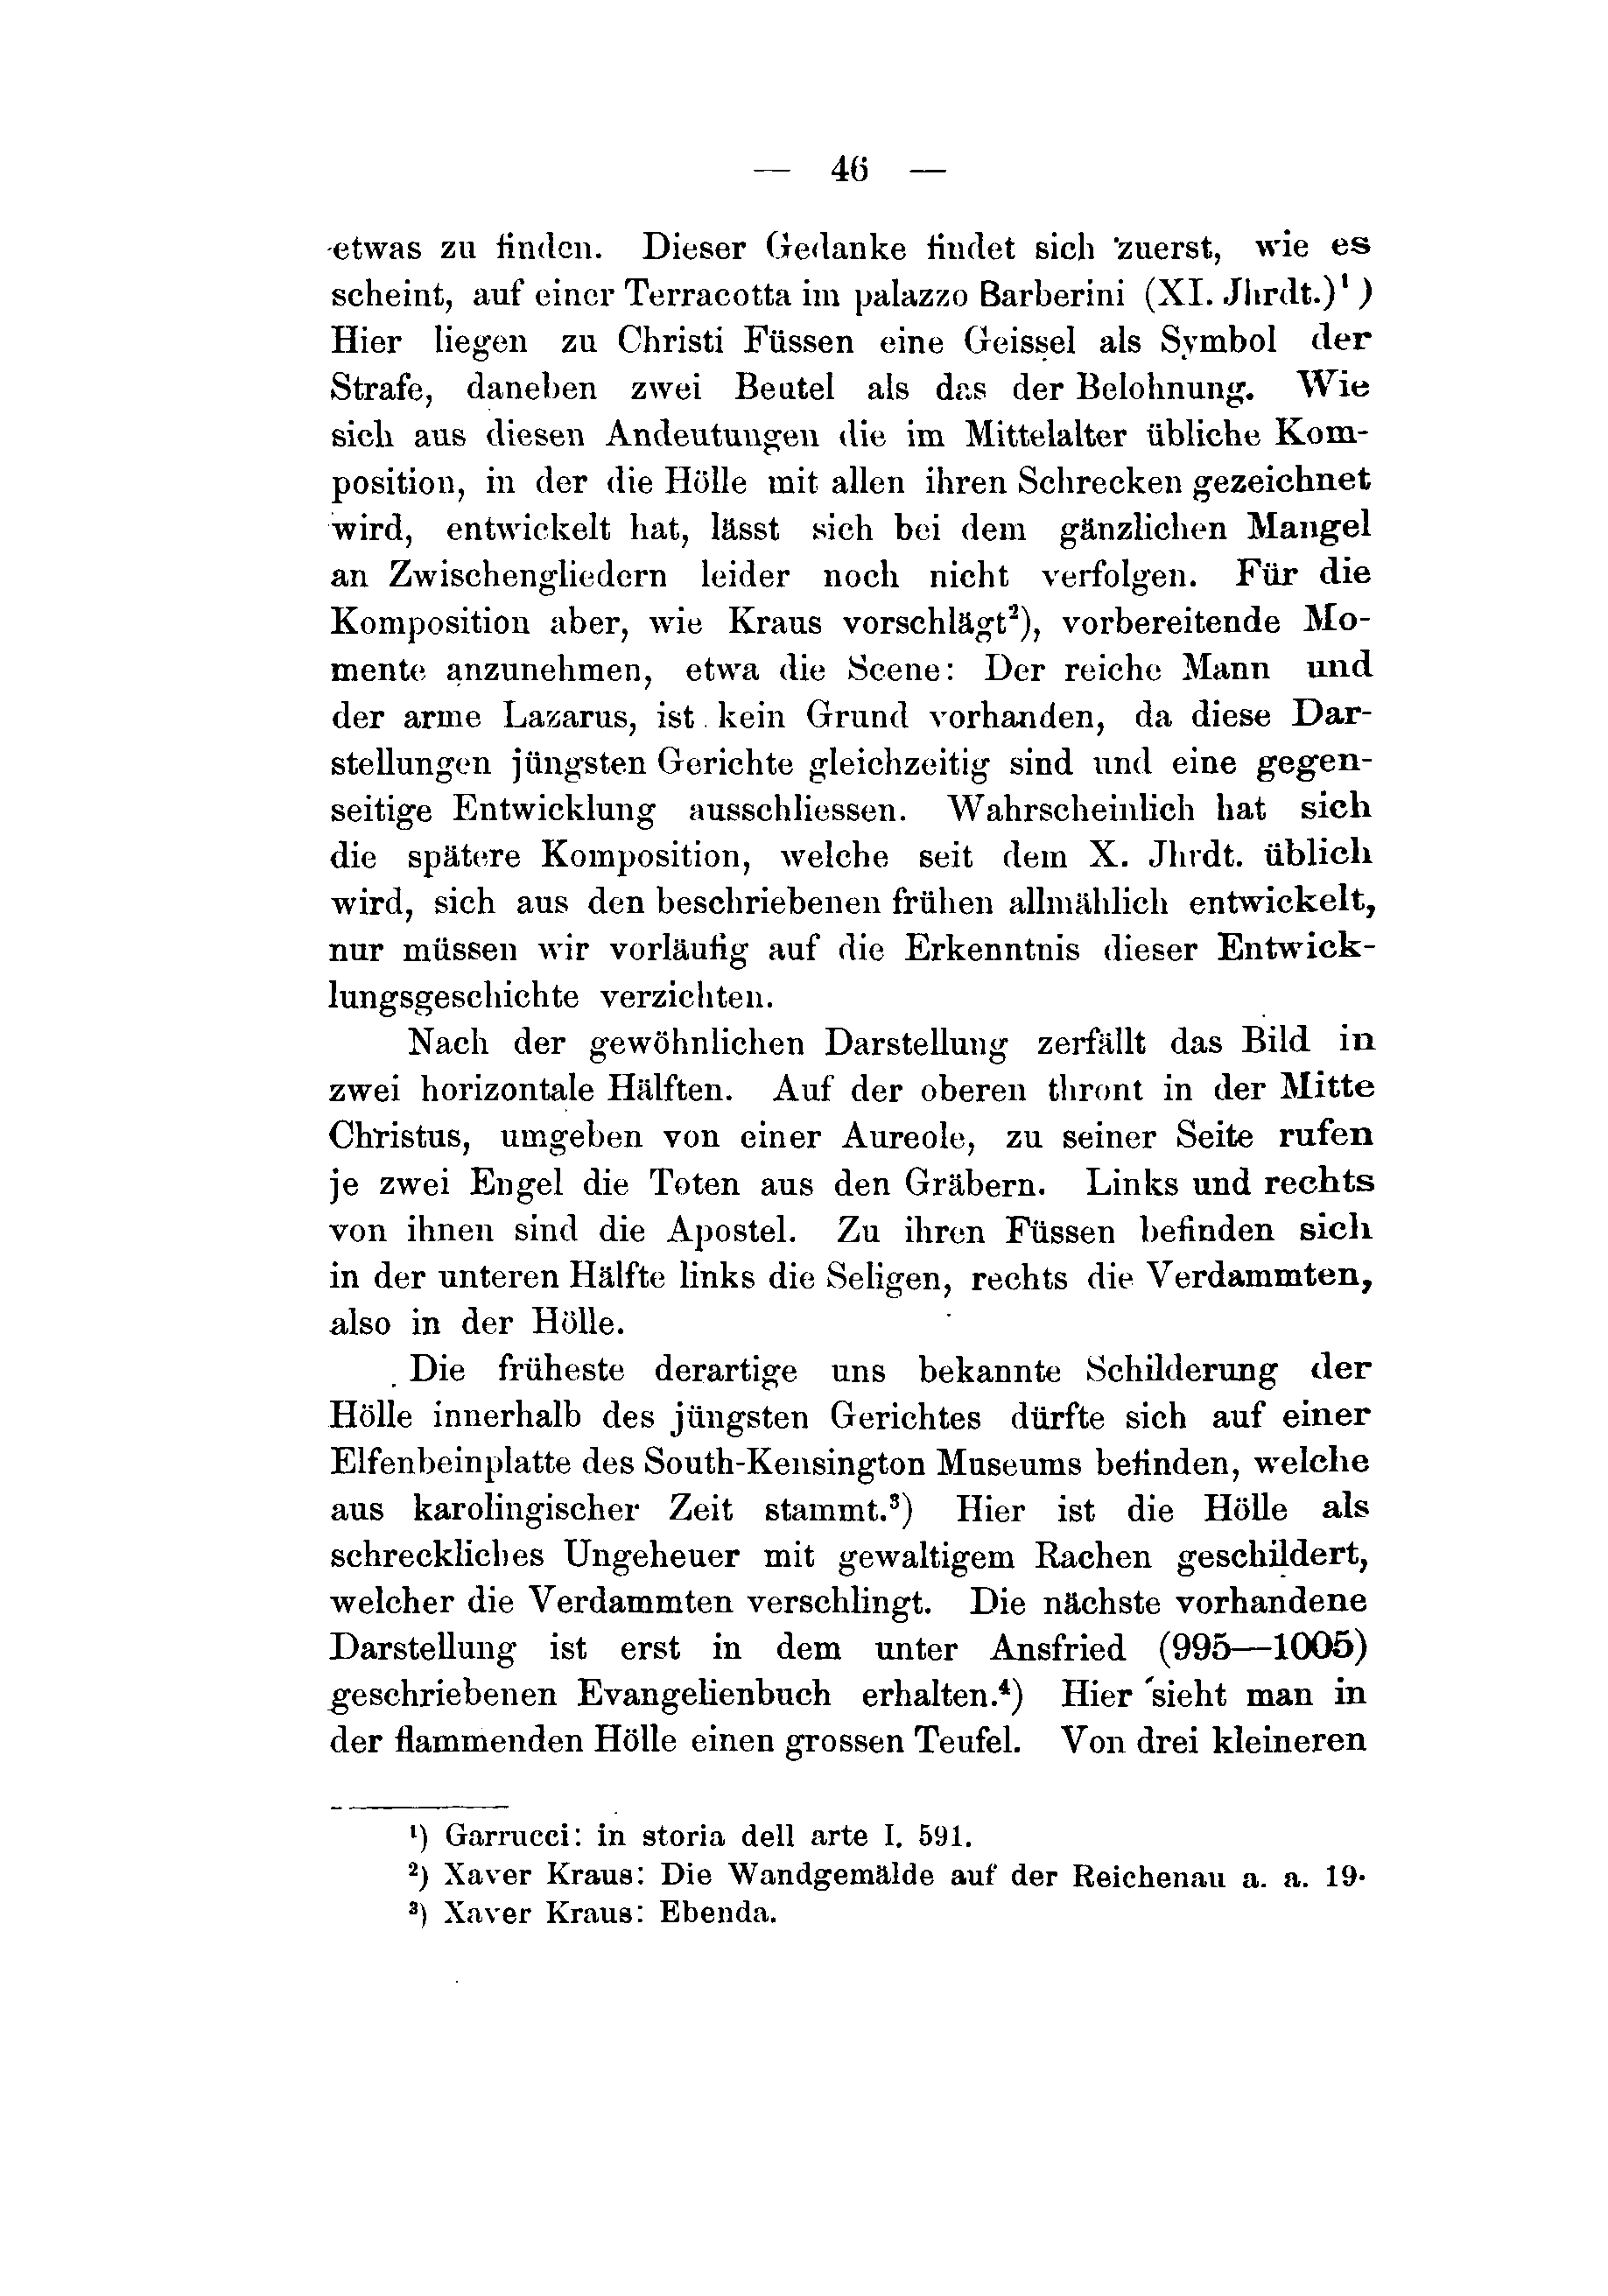 — 46 —
etwas zu finden. Dieser Gedanke findet sich zuerst, wie es
scheint, auf einer Terracotta im palazzo Barberini (XI. Jhrdt.)¹)
Hier liegen zu Christi Füssen eine Geissel als Symbol der
Strafe, daneben zwei Beutel als das der Belohnung. Wie
sich aus diesen Andeutungen die im Mittelalter übliche Kom-
position, in der die Hölle mit allen ihren Schrecken gezeichnet
wird, entwickelt hat, lässt sich bei dem gänzlichen Mangel
an Zwischengliedern leider noch nicht verfolgen. Für die
Komposition aber, wie Kraus vorschlägt²), vorbereitende Mo-
mente anzunehmen, etwa die Scene: Der reiche Mann und
der arme Lazarus, ist kein Grund vorhanden, da diese Dar-
stellungen jüngsten Gerichte gleichzeitig sind und eine gegen-
seitige Entwicklung ausschliessen. Wahrscheinlich hat sich
die spätere Komposition, welche seit dem X. Jhrdt. üblich
wird, sich aus den beschriebenen frühen allmählich entwickelt,
nur müssen wir vorläufig auf die Erkenntnis dieser Entwick-
lungsgeschichte verzichten.
Nach der gewöhnlichen Darstellung zerfällt das Bild in
zwei horizontale Hälften. Auf der oberen thront in der Mitte
Christus, umgeben von einer Aureole, zu seiner Seite rufen
je zwei Engel die Toten aus den Gräbern. Links und rechts
von ihnen sind die Apostel. Zu ihren Füssen befinden sich
in der unteren Hälfte links die Seligen, rechts die Verdammten,
also in der Hölle.
Die früheste derartige uns bekannte Schilderung der
Hölle innerhalb des jüngsten Gerichtes dürfte sich auf einer
Elfenbeinplatte des South-Kensington Museums befinden, welche
aus karolingischer Zeit stammt.³) Hier ist die Hölle als
schreckliches Ungeheuer mit gewaltigem Rachen geschildert,
welcher die Verdammten verschlingt. Die nächste vorhandene
Darstellung ist erst in dem unter Ansfried (995—1005)
geschriebenen Evangelienbuch erhalten.⁴) Hier sieht man in
der flammenden Hölle einen grossen Teufel. Von drei kleineren
¹) Garrucci: in storia dell arte I. 591.
²) Xaver Kraus: Die Wandgemälde auf der Reichenau a. a. 19.
³) Xaver Kraus: Ebenda.